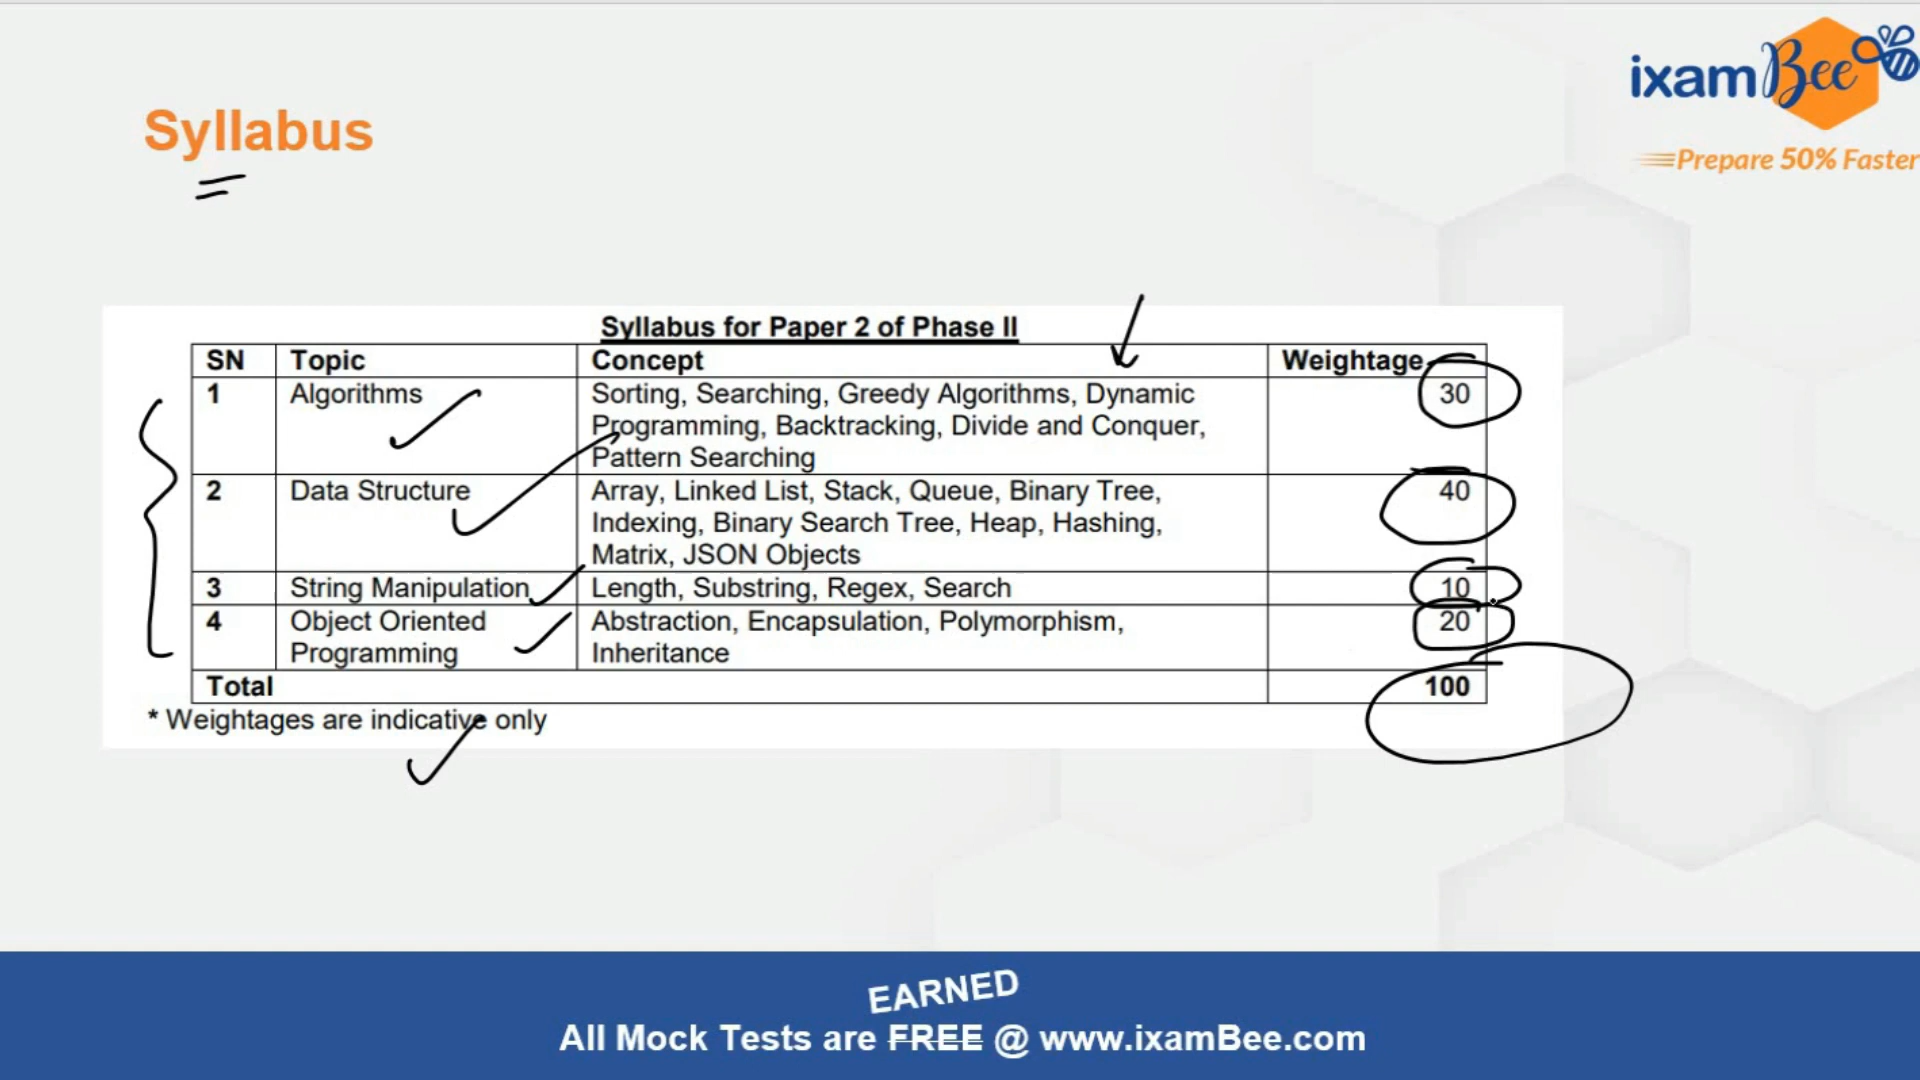 ixamBee
Prepare 50% Faster
Syllabus
Syllabus for Paper 2 of Phase II
SN Topic Concept Weightage
1 Algorithms Sorting, Searching, Greedy Algorithms, Dynamic 30
Programming, Backtracking, Divide and Conquer,
Pattern Searching
2 Data Structure Array, Linked List, Stack, Queue, Binary Tree, 40
Indexing, Binary Search Tree, Heap, Hashing,
Matrix, JSON Objects
3 String Manipulation Length, Substring, Regex, Search 10
4 Object Oriented Abstraction, Encapsulation, Polymorphism, 20
Programming Inheritance
Total 100
* Weightages are indicative only
EARNED
All Mock Tests are FREE @ www.ixamBee.com